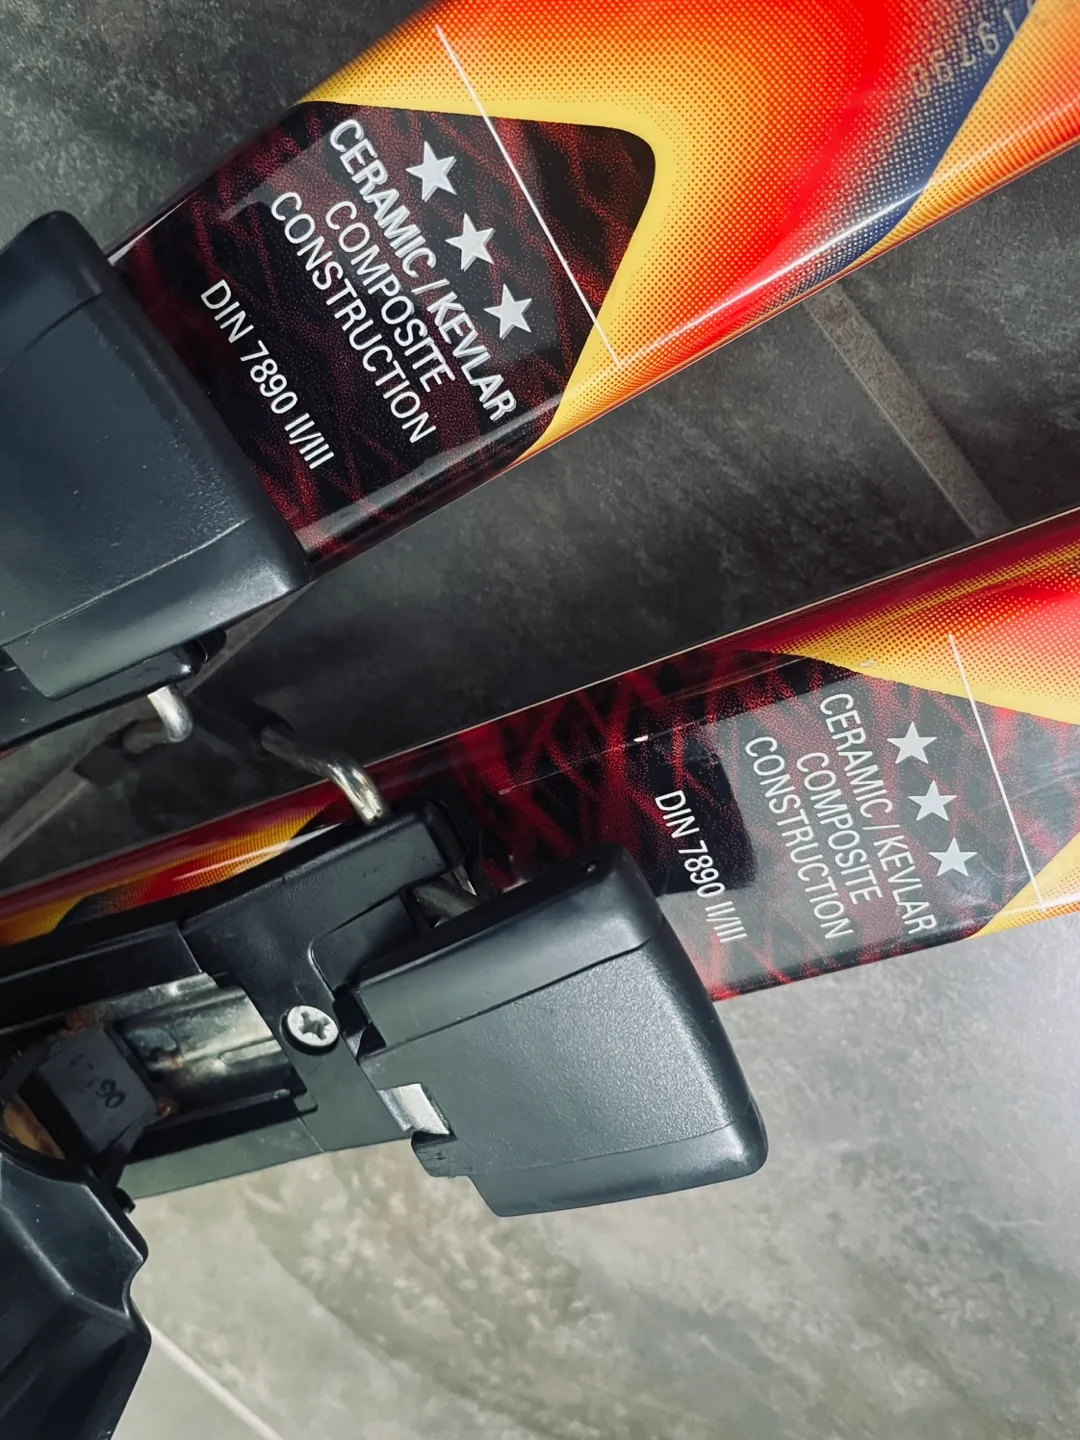 ★ ★ ★
CERAMIC / KEVLAR
COMPOSITE
CONSTRUCTION
DIN 7890 II/III
★ ★ ★
CERAMIC / KEVLAR
COMPOSITE
CONSTRUCTION
DIN 7890 II/III